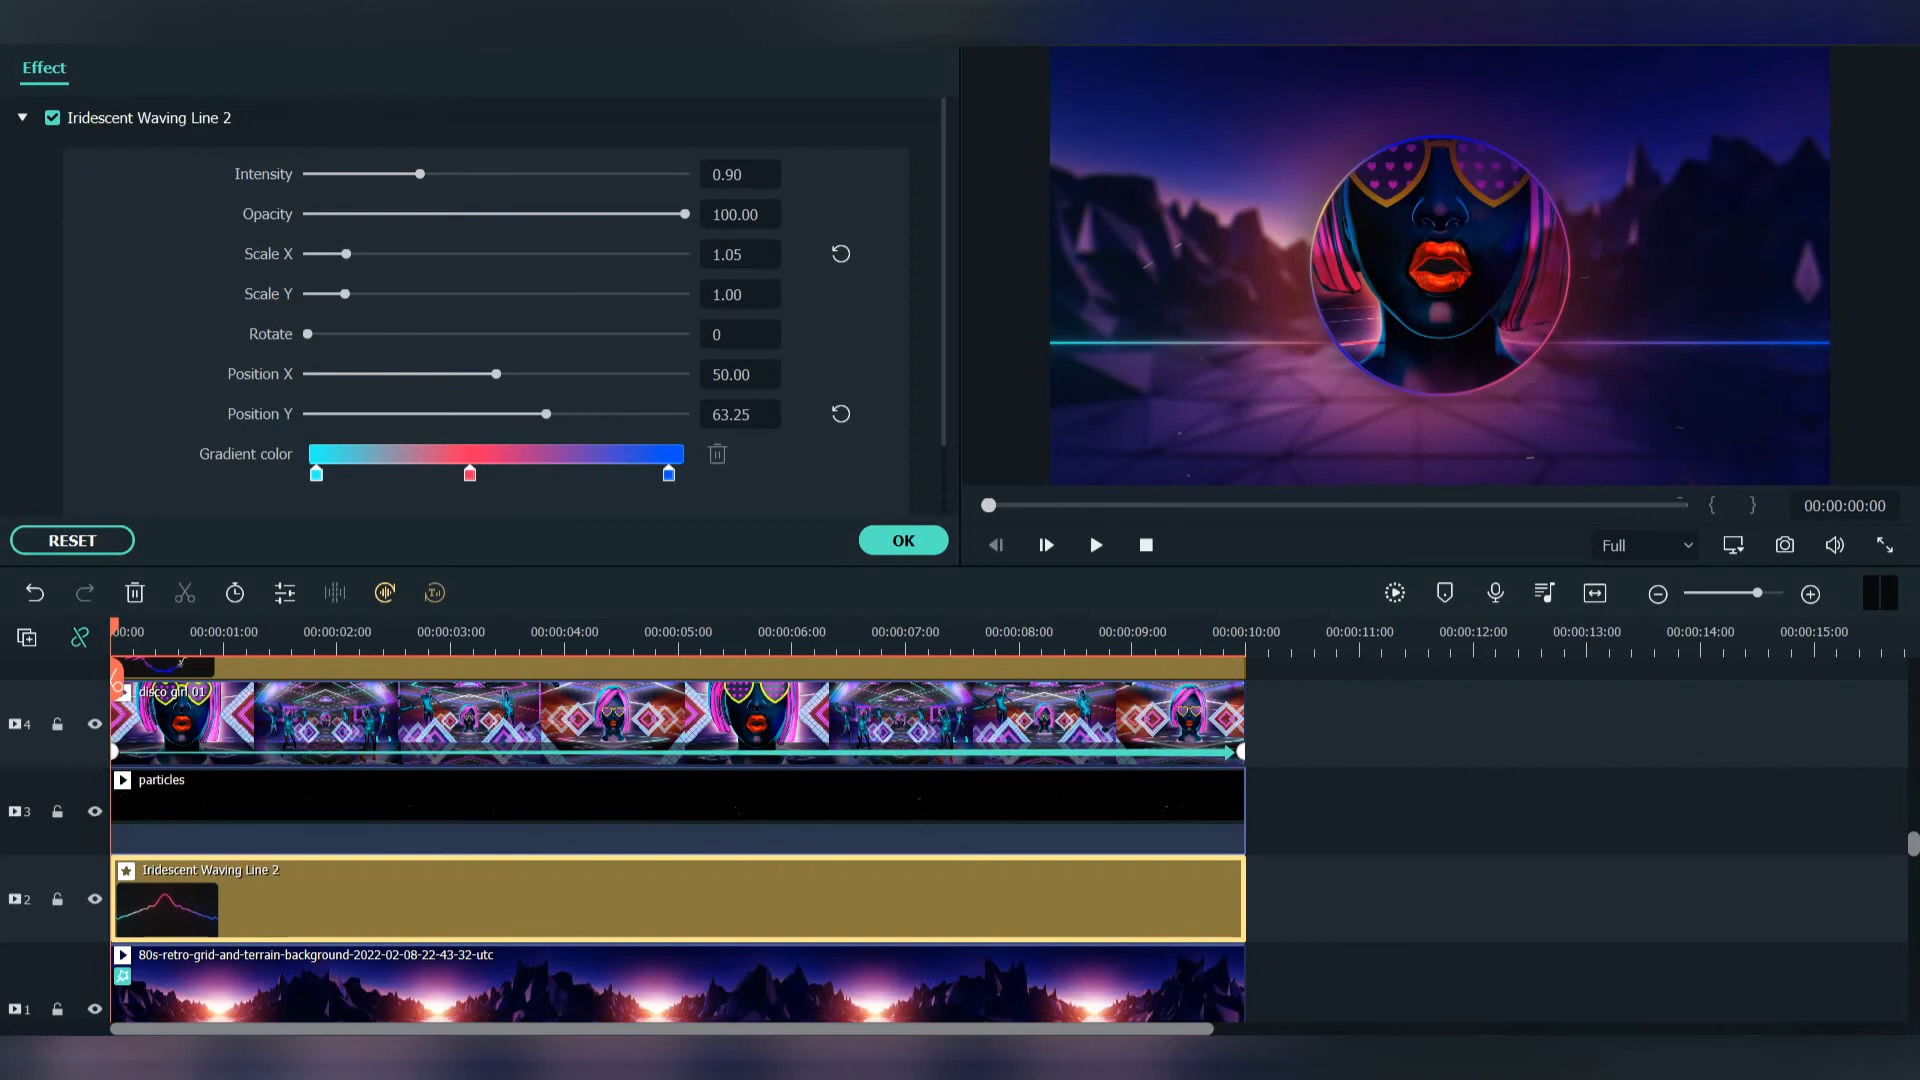 Effect
Iridescent Waving Line 2
Intensity 0.90
Opacity 100.00
Scale X 1.05
Scale Y 1.00
Rotate 0
Position X 50.00
Position Y 63.25
Gradient color
RESET OK
{ } 00:00:00:00
Full
00:00 00:00:01:00 00:00:02:00 00:00:03:00 00:00:04:00 00:00:05:00 00:00:06:00 00:00:07:00 00:00:08:00 00:00:09:00 00:00:10:00 00:00:11:00 00:00:12:00 00:00:13:00 00:00:14:00 00:00:15:00
disco girl 01
4
particles
3
Iridescent Waving Line 2
2
80s-retro-grid-and-terrain-background-2022-02-08-22-43-32-utc
1